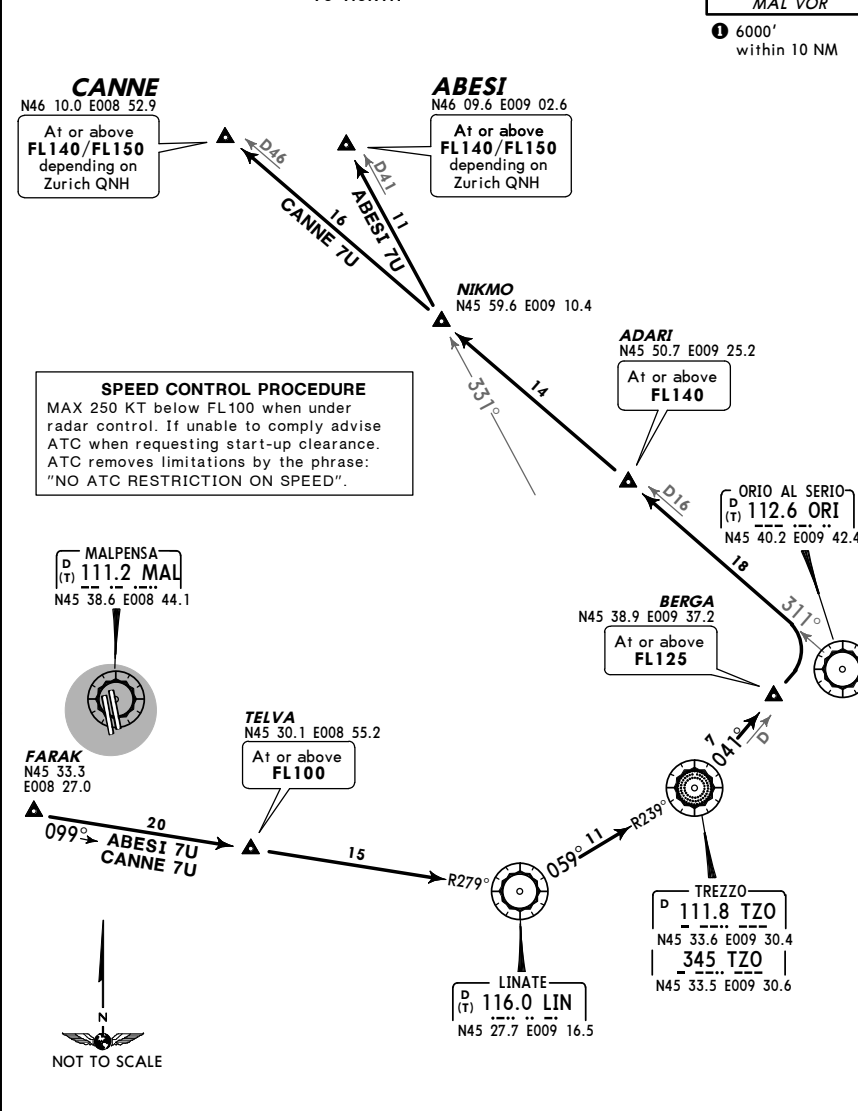 MAL VOR
❶ 6000'
within 10 NM
CANNE
N46 10.0 E008 52.9
At or above
FL140/FL150
depending on
Zurich QNH
ABESI
N46 09.6 E009 02.6
At or above
FL140/FL150
depending on
Zurich QNH
D46
D41
16
CANNE 7U
11
ABESI 7U
NIKMO
N45 59.6 E009 10.4
ADARI
N45 50.7 E009 25.2
At or above
FL140
14
331°
SPEED CONTROL PROCEDURE
MAX 250 KT below FL100 when under
radar control. If unable to comply advise
ATC when requesting start-up clearance.
ATC removes limitations by the phrase:
"NO ATC RESTRICTION ON SPEED".
D16
ORIO AL SERIO
D
(T) 112.6 ORI
N45 40.2 E009 42.4
18
311°
MALPENSA
D
(T) 111.2 MAL
N45 38.6 E008 44.1
BERGA
N45 38.9 E009 37.2
At or above
FL125
TELVA
N45 30.1 E008 55.2
At or above
FL100
FARAK
N45 33.3
E008 27.0
7
041°
D
099°
20
ABESI 7U
CANNE 7U
15
R279°
059°
11
R239°
TREZZO
D 111.8 TZO
N45 33.6 E009 30.4
345 TZO
N45 33.5 E009 30.6
LINATE
D
(T) 116.0 LIN
N45 27.7 E009 16.5
N
NOT TO SCALE